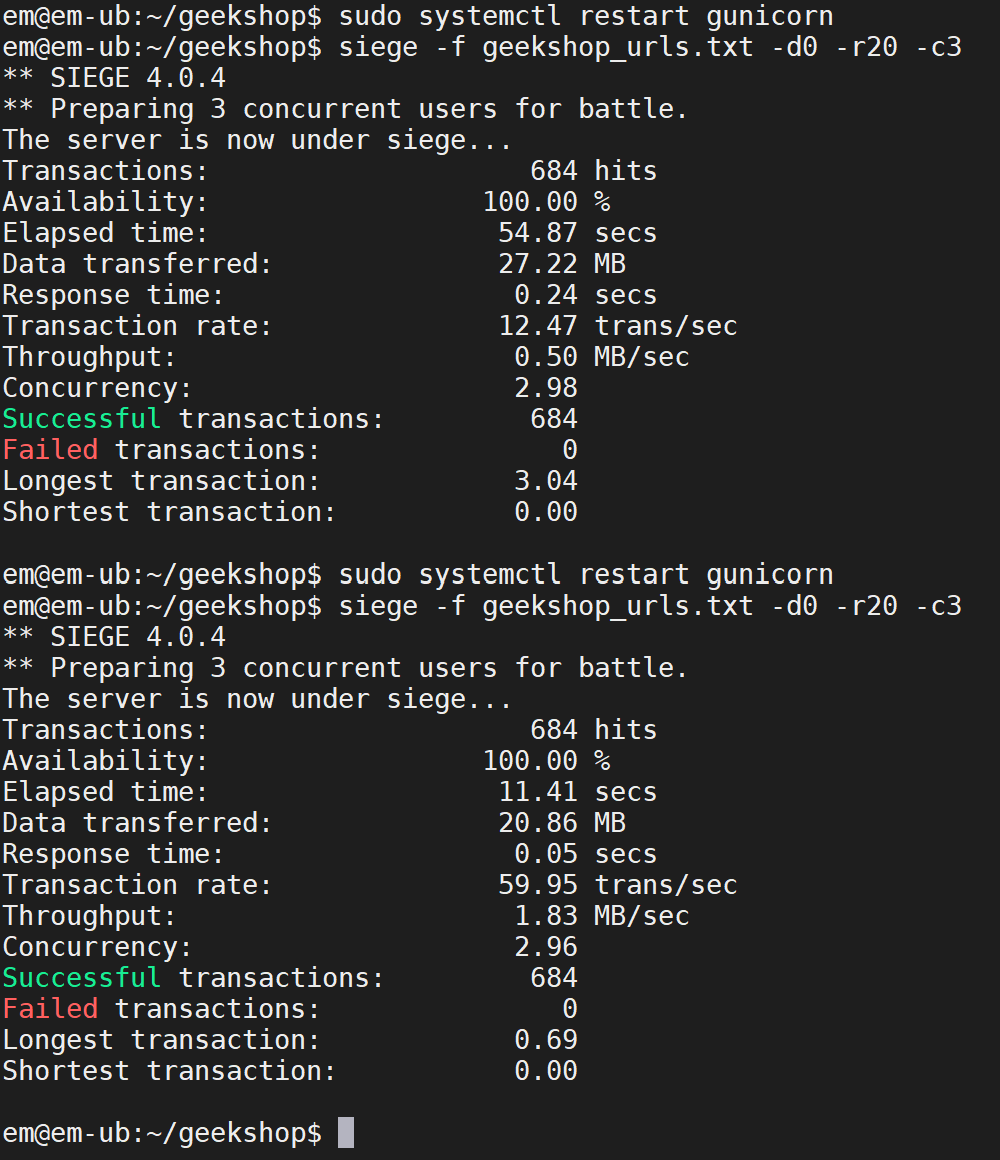 em@em-ub:~/geekshop$ sudo systemctl restart gunicorn
em@em-ub:~/geekshop$ siege -f geekshop_urls.txt -d0 -r20 -c3
** SIEGE 4.0.4
** Preparing 3 concurrent users for battle.
The server is now under siege...
Transactions: 684 hits
Availability: 100.00 %
Elapsed time: 54.87 secs
Data transferred: 27.22 MB
Response time: 0.24 secs
Transaction rate: 12.47 trans/sec
Throughput: 0.50 MB/sec
Concurrency: 2.98
Successful transactions: 684
Failed transactions: 0
Longest transaction: 3.04
Shortest transaction: 0.00
em@em-ub:~/geekshop$ sudo systemctl restart gunicorn
em@em-ub:~/geekshop$ siege -f geekshop_urls.txt -d0 -r20 -c3
** SIEGE 4.0.4
** Preparing 3 concurrent users for battle.
The server is now under siege...
Transactions: 684 hits
Availability: 100.00 %
Elapsed time: 11.41 secs
Data transferred: 20.86 MB
Response time: 0.05 secs
Transaction rate: 59.95 trans/sec
Throughput: 1.83 MB/sec
Concurrency: 2.96
Successful transactions: 684
Failed transactions: 0
Longest transaction: 0.69
Shortest transaction: 0.00
em@em-ub:~/geekshop$